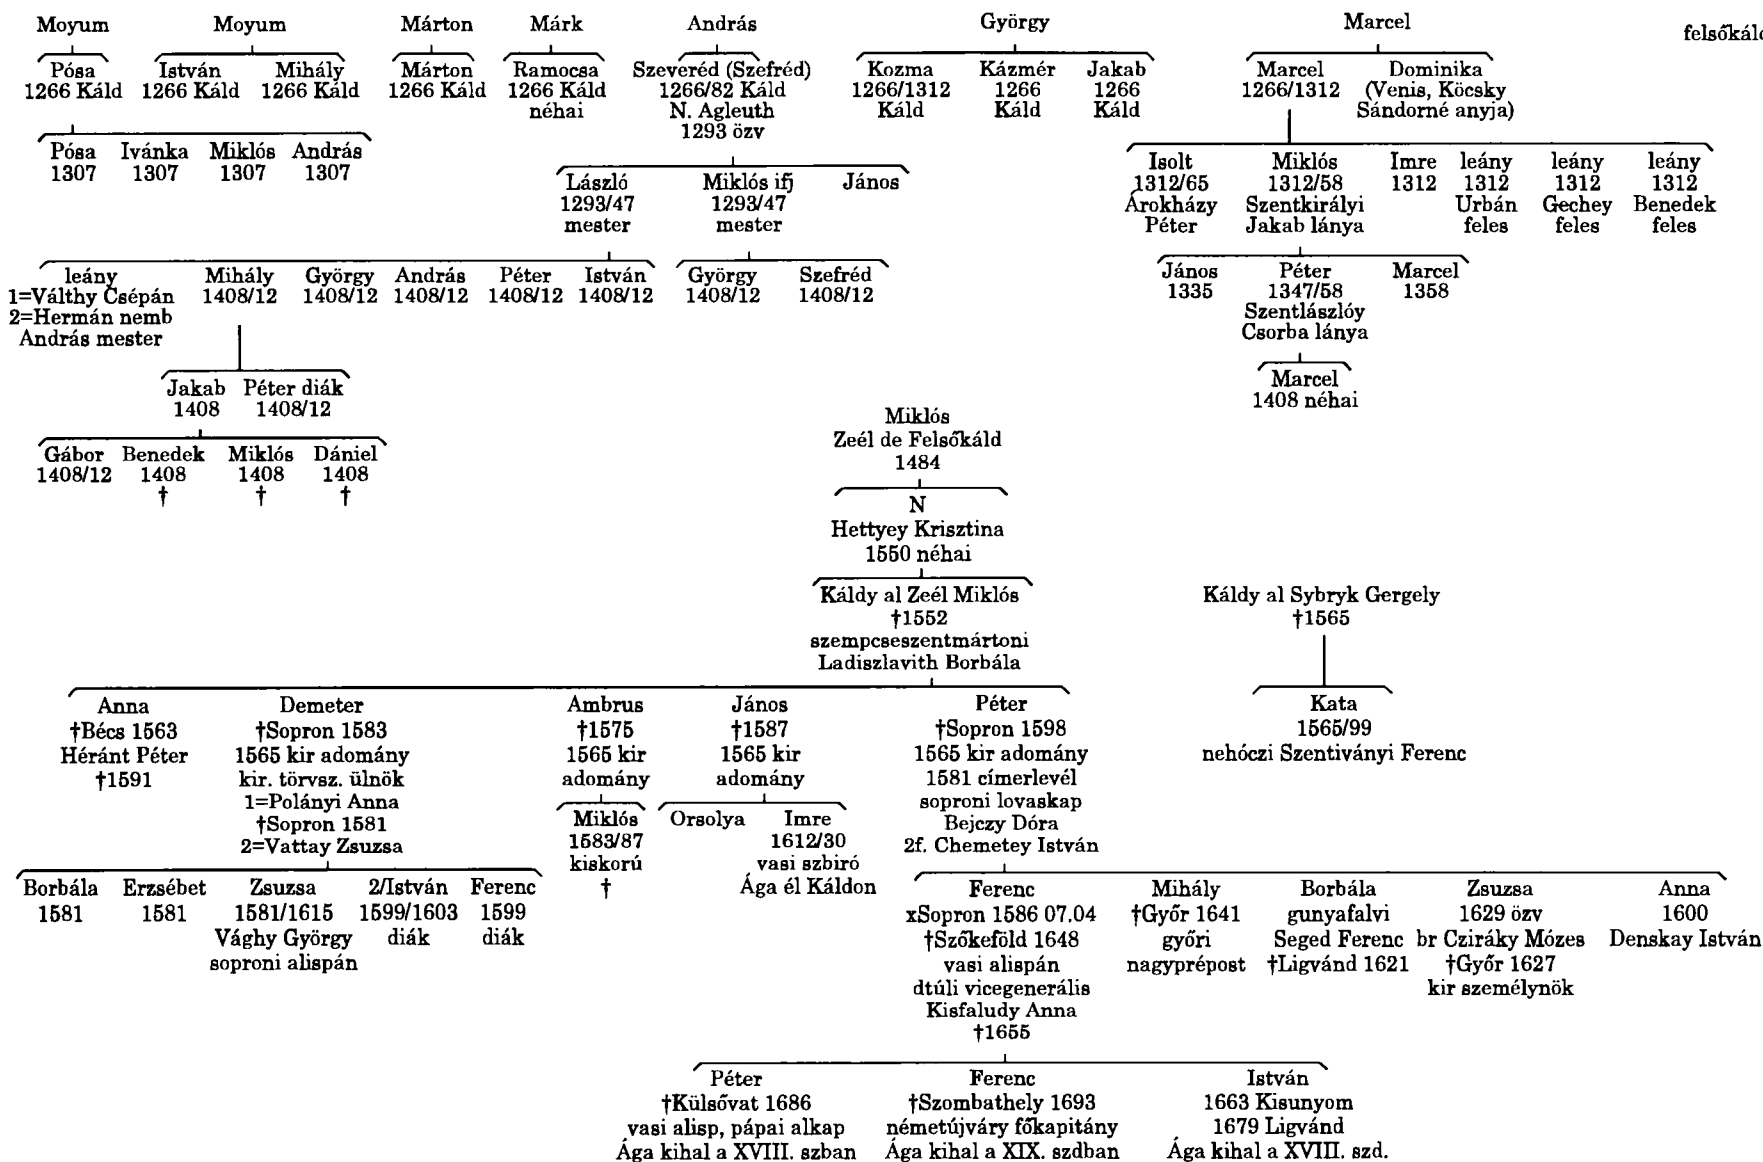 Moyum Moyum Márton Márk András György Marcel
felsőkáld
Pósa István Mihály Márton Ramocsa Szeveréd (Szefréd) Kozma Kázmér Jakab Marcel Dominika
1266 Káld 1266 Káld 1266 Káld 1266 Káld 1266 Káld 1266/82 Káld 1266/1312 1266 1266 1266/1312 (Venis, Köcsky
néhai N. Agleuth Káld Káld Káld Sándorné anyja)
1293 özv
Pósa Ivánka Miklós András
1307 1307 1307 1307
Isolt Miklós Imre leány leány leány
1312/65 1312/58 1312 1312 1312 1312
Árokházy Szentkirályi Urbán Gechey Benedek
Péter Jakab lánya feles feles feles
László Miklós ifj János
1293/47 1293/47
mester mester
leány Mihály György András Péter István György Szefréd
1=Válthy Csépán 1408/12 1408/12 1408/12 1408/12 1408/12 1408/12 1408/12
2=Hermán nemb
András mester
János Péter Marcel
1335 1347/58 1358
Szentlászlóy
Csorba lánya
Marcel
1408 néhai
Jakab Péter diák
1408 1408/12
Gábor Benedek Miklós Dániel
1408/12 1408 1408 1408
† † †
Miklós
Zeél de Felsőkáld
1484
N
Hettyey Krisztina
1550 néhai
Káldy al Zeél Miklós
†1552
szempcseszentmártoni
Ladiszlavith Borbála
Káldy al Sybryk Gergely
†1565
Kata
1565/99
nehóczi Szentiványi Ferenc
Anna Demeter Ambrus János Péter
†Bécs 1563 †Sopron 1583 †1575 †1587 †Sopron 1598
Héránt Péter 1565 kir adomány 1565 kir 1565 kir 1565 kir adomány
†1591 kir. törvsz. ülnök adomány adomány 1581 címerlevél
1=Polányi Anna soproni lovaskap
†Sopron 1581 Bejczy Dóra
2=Vattay Zsuzsa 2f. Chemetey István
Miklós Orsolya Imre
1583/87 1612/30
kiskorú vasi szbiró
† Ága él Káldon
Borbála Erzsébet Zsuzsa 2/István Ferenc
1581 1581 1581/1615 1599/1603 1599
Vághy György diák diák
soproni alispán
Ferenc Mihály Borbála Zsuzsa Anna
xSopron 1586 07.04 †Győr 1641 gunyafalvi 1629 özv 1600
†Szőkeföld 1648 győri Seged Ferenc br Cziráky Mózes Denskay István
vasi alispán nagyprépost †Ligvánd 1621 †Győr 1627
dtúli vicegenerális kir személynök
Kisfaludy Anna
†1655
Péter Ferenc István
†Külsővat 1686 †Szombathely 1693 1663 Kisunyom
vasi alisp, pápai alkap németújváry főkapitány 1679 Ligvánd
Ága kihal a XVIII. szban Ága kihal a XIX. szdban Ága kihal a XVIII. szd.